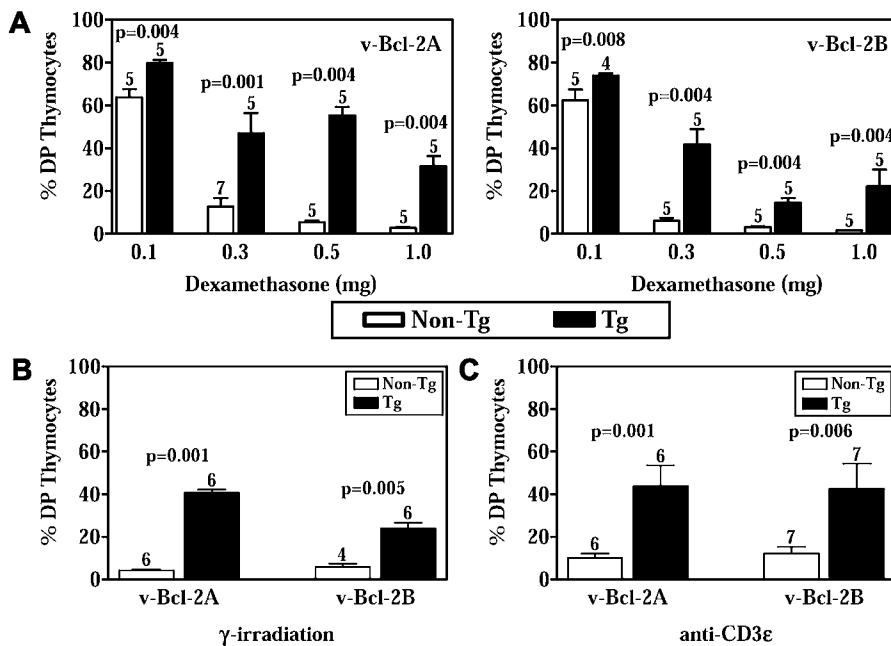 A
v-Bcl-2A
p=0.004
p=0.001
p=0.004
p=0.004
5 5 7 5 5 5 5 5
% DP Thymocytes
100
80
60
40
20
0
0.1 0.3 0.5 1.0
Dexamethasone (mg)
v-Bcl-2B
p=0.008
p=0.004
p=0.004
p=0.004
5 4 5 5 5 5 5 5
% DP Thymocytes
100
80
60
40
20
0
0.1 0.3 0.5 1.0
Dexamethasone (mg)
Non-Tg Tg
B
Non-Tg
Tg
p=0.001
p=0.005
6 6 4 6
% DP Thymocytes
100
80
60
40
20
0
v-Bcl-2A v-Bcl-2B
γ-irradiation
C
Non-Tg
Tg
p=0.001
p=0.006
6 6 7 7
% DP Thymocytes
100
80
60
40
20
0
v-Bcl-2A v-Bcl-2B
anti-CD3ε